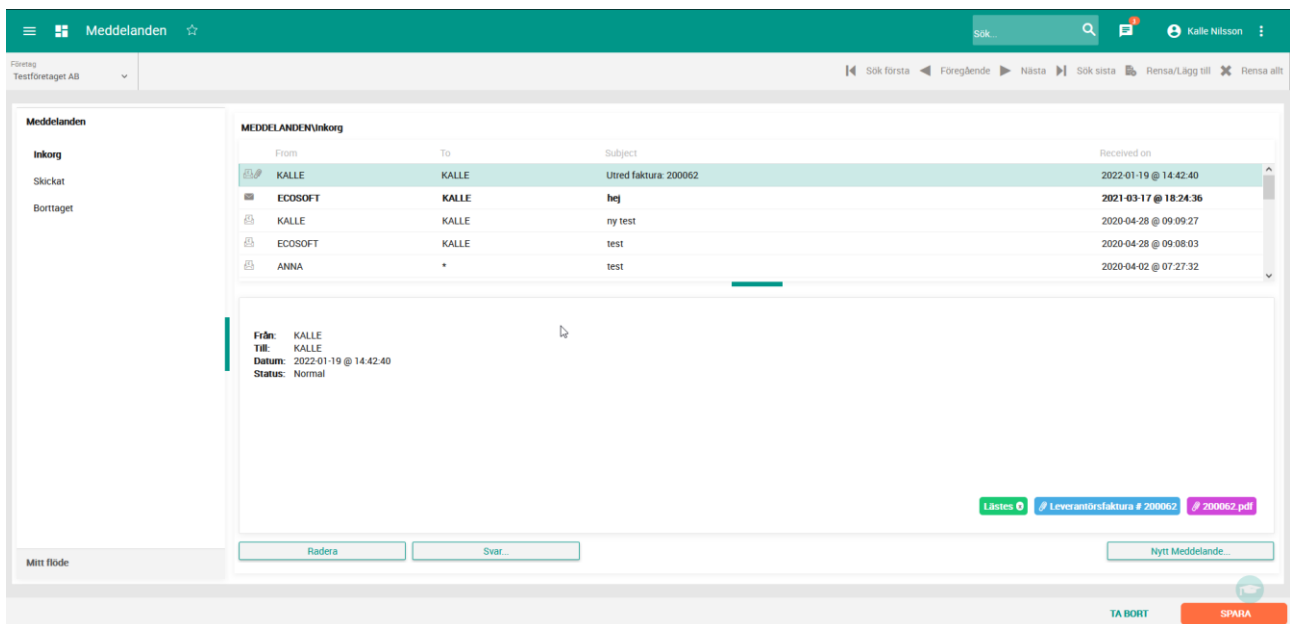 Meddelanden
Sök...
3
Kalle Nilsson
Företag
Testföretaget AB
Sök första Föregående Nästa Sök sista Rensa/Lägg till Rensa allt
Meddelanden
Inkorg
Skickat
Borttaget
Mitt flöde
MEDDELANDEN\Inkorg
From To Subject Received on
KALLE KALLE Utred faktura: 200062 2022-01-19 @ 14:42:40
ECOSOFT KALLE hej 2021-03-17 @ 18:24:36
KALLE KALLE ny test 2020-04-28 @ 09:09:27
ECOSOFT KALLE test 2020-04-28 @ 09:08:03
ANNA * test 2020-04-02 @ 07:27:32
Från: KALLE
Till: KALLE
Datum: 2022-01-19 @ 14:42:40
Status: Normal
Lästes Leverantörsfaktura # 200062 200062.pdf
Radera Svar... Nytt Meddelande...
TA BORT SPARA